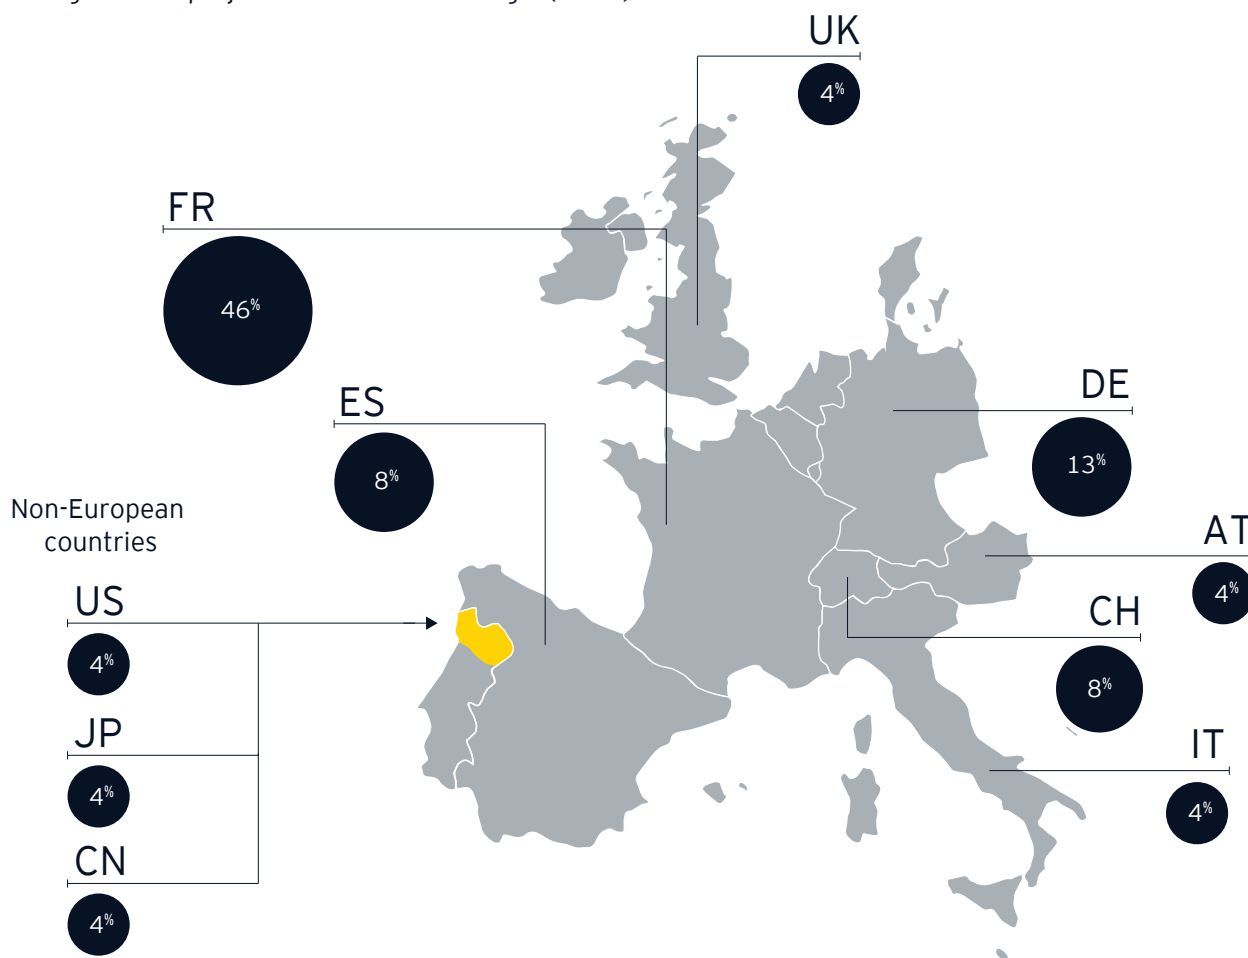 UK
4%
FR
46%
ES
8%
DE
13%
Non-European
countries
AT
4%
US
4%
CH
8%
JP
4%
IT
4%
CN
4%